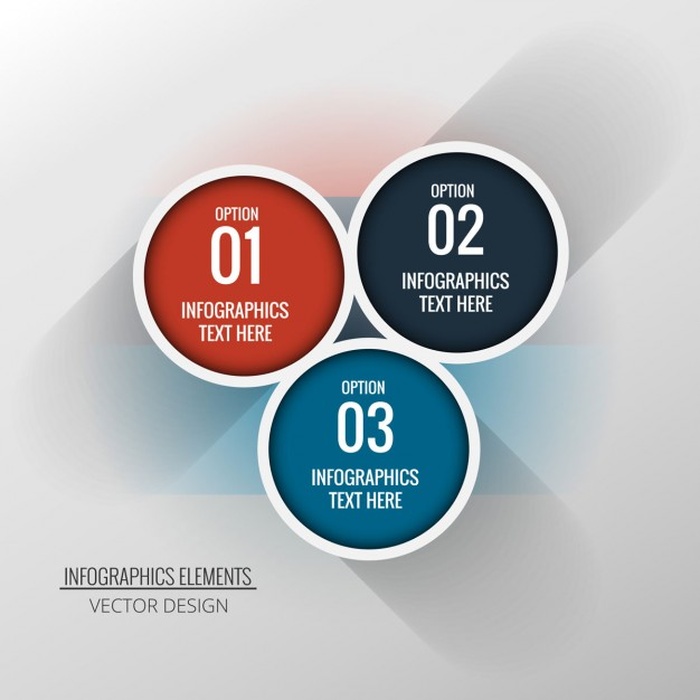 OPTION
01
INFOGRAPHICS
TEXT HERE
OPTION
02
INFOGRAPHICS
TEXT HERE
OPTION
03
INFOGRAPHICS
TEXT HERE
INFOGRAPHICS ELEMENTS
VECTOR DESIGN